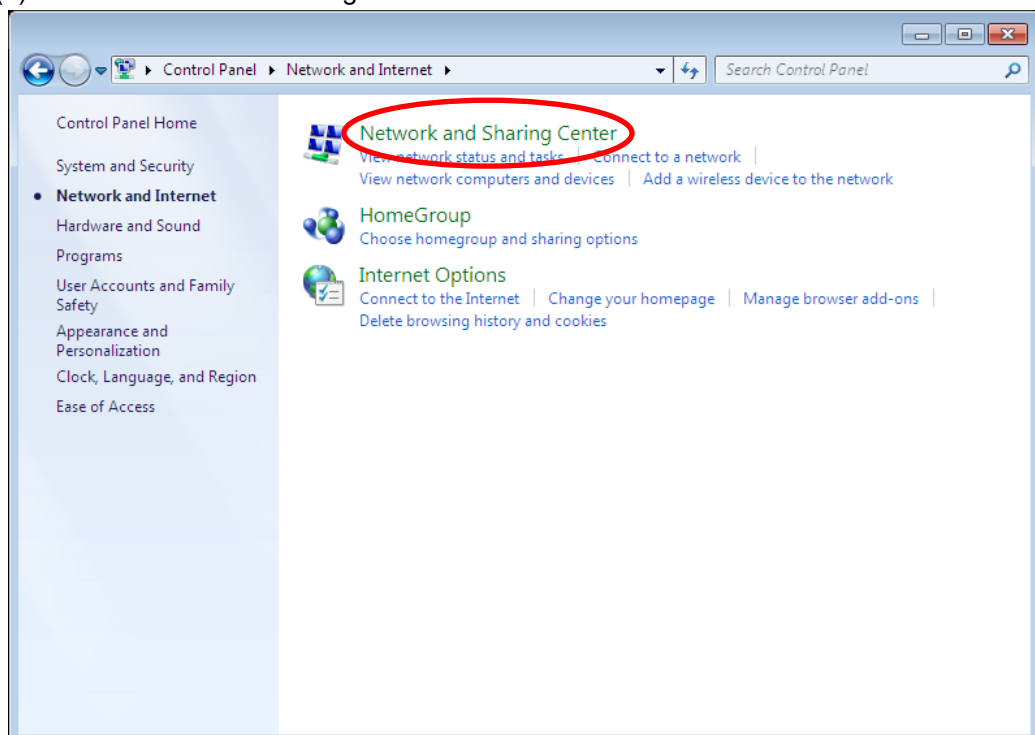 Control Panel Network and Internet Search Control Panel
Control Panel Home
System and Security
Network and Internet
Hardware and Sound
Programs
User Accounts and Family
Safety
Appearance and
Personalization
Clock, Language, and Region
Ease of Access
Network and Sharing Center
View network status and tasks Connect to a network
View network computers and devices Add a wireless device to the network
HomeGroup
Choose homegroup and sharing options
Internet Options
Connect to the Internet Change your homepage Manage browser add-ons
Delete browsing history and cookies